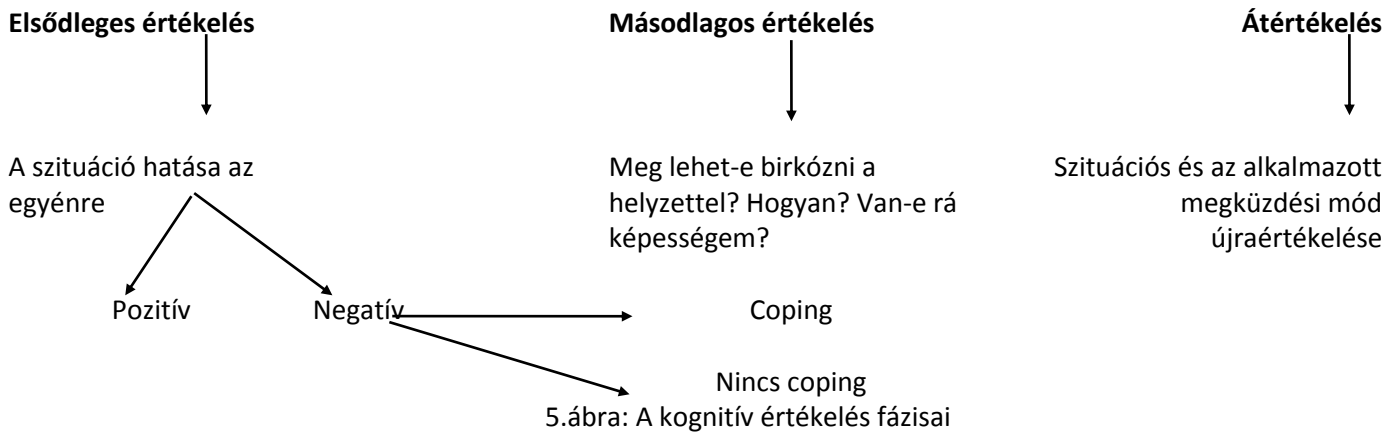 Elsődleges értékelés
Másodlagos értékelés
Átértékelés
A szituáció hatása az
egyénre
Meg lehet-e birkózni a
helyzettel? Hogyan? Van-e rá
képességem?
Szituációs és az alkalmazott
megküzdési mód
újraértékelése
Pozitív
Negatív
Coping
Nincs coping
5.ábra: A kognitív értékelés fázisai